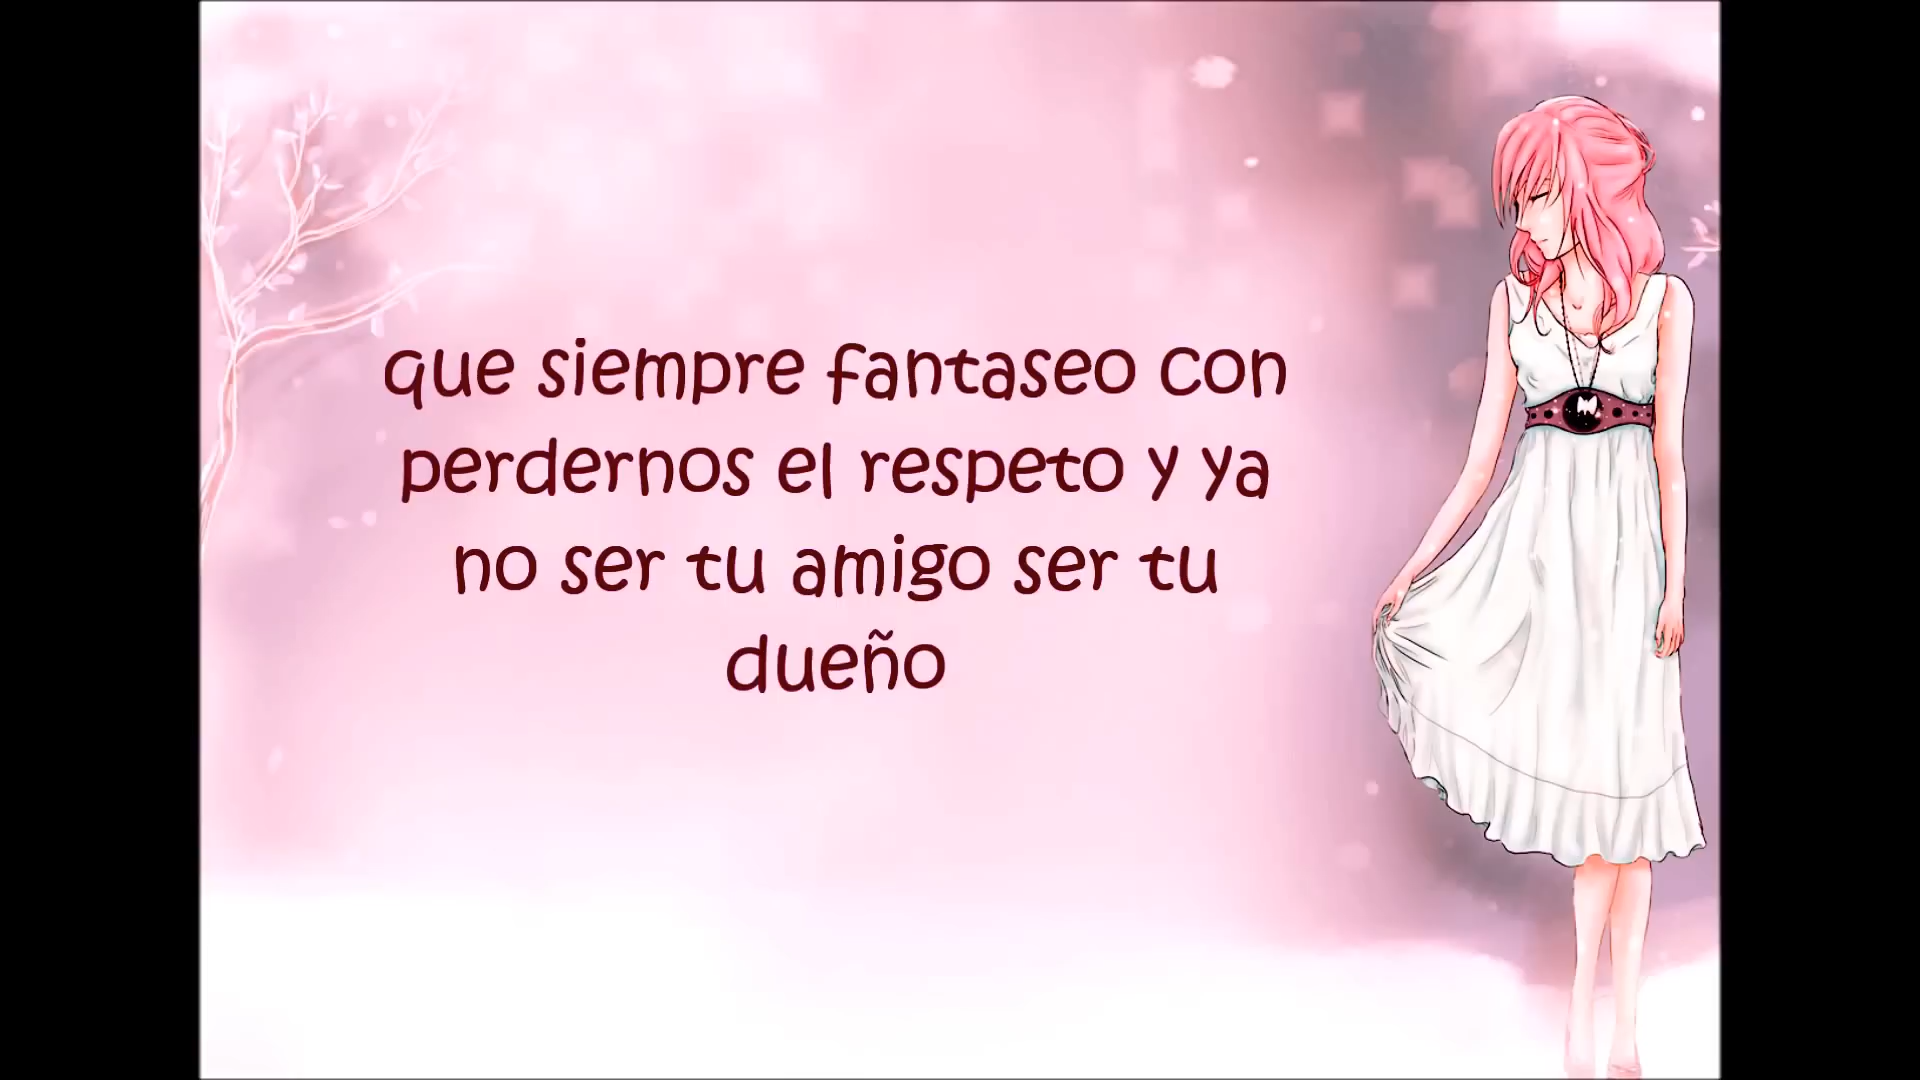 que siempre fantaseo con
perdernos el respeto y ya
no ser tu amigo ser tu
dueño